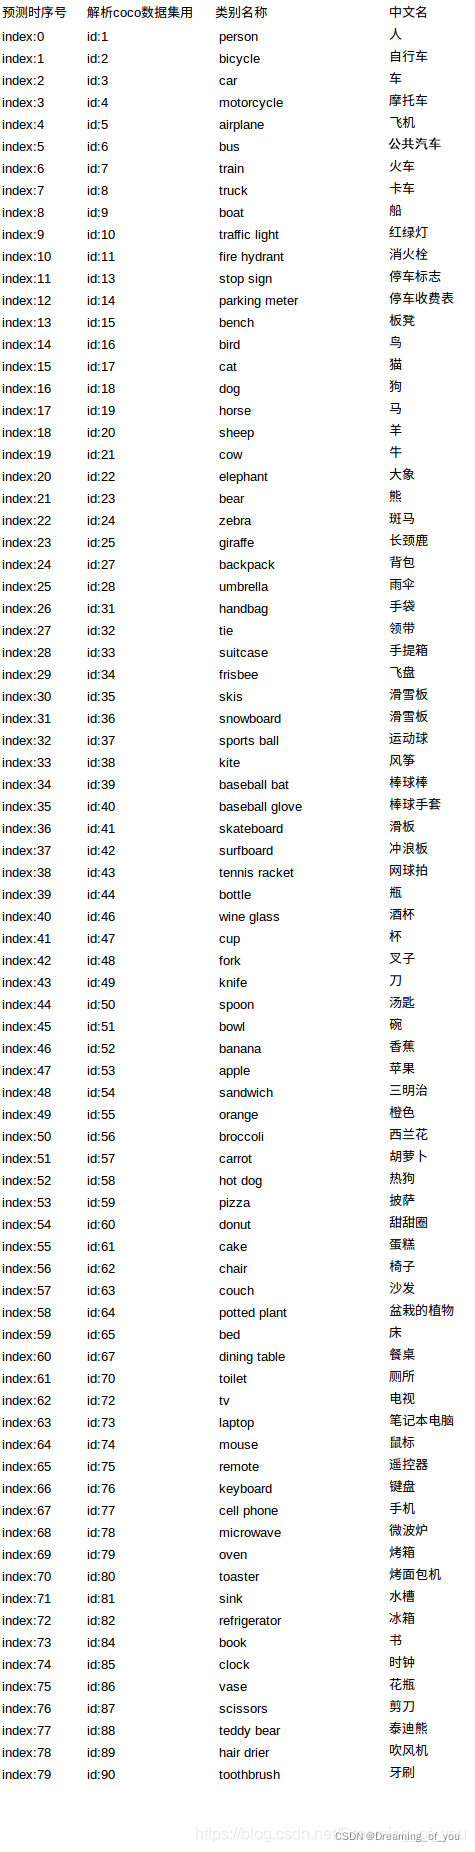 预测时序号 解析coco数据集用 类别名称 中文名
index:0 id:1 person 人
index:1 id:2 bicycle 自行车
index:2 id:3 car 车
index:3 id:4 motorcycle 摩托车
index:4 id:5 airplane 飞机
index:5 id:6 bus 公共汽车
index:6 id:7 train 火车
index:7 id:8 truck 卡车
index:8 id:9 boat 船
index:9 id:10 traffic light 红绿灯
index:10 id:11 fire hydrant 消火栓
index:11 id:13 stop sign 停车标志
index:12 id:14 parking meter 停车收费表
index:13 id:15 bench 板凳
index:14 id:16 bird 鸟
index:15 id:17 cat 猫
index:16 id:18 dog 狗
index:17 id:19 horse 马
index:18 id:20 sheep 羊
index:19 id:21 cow 牛
index:20 id:22 elephant 大象
index:21 id:23 bear 熊
index:22 id:24 zebra 斑马
index:23 id:25 giraffe 长颈鹿
index:24 id:27 backpack 背包
index:25 id:28 umbrella 雨伞
index:26 id:31 handbag 手袋
index:27 id:32 tie 领带
index:28 id:33 suitcase 手提箱
index:29 id:34 frisbee 飞盘
index:30 id:35 skis 滑雪板
index:31 id:36 snowboard 滑雪板
index:32 id:37 sports ball 运动球
index:33 id:38 kite 风筝
index:34 id:39 baseball bat 棒球棒
index:35 id:40 baseball glove 棒球手套
index:36 id:41 skateboard 滑板
index:37 id:42 surfboard 冲浪板
index:38 id:43 tennis racket 网球拍
index:39 id:44 bottle 瓶
index:40 id:46 wine glass 酒杯
index:41 id:47 cup 杯
index:42 id:48 fork 叉子
index:43 id:49 knife 刀
index:44 id:50 spoon 汤匙
index:45 id:51 bowl 碗
index:46 id:52 banana 香蕉
index:47 id:53 apple 苹果
index:48 id:54 sandwich 三明治
index:49 id:55 orange 橙色
index:50 id:56 broccoli 西兰花
index:51 id:57 carrot 胡萝卜
index:52 id:58 hot dog 热狗
index:53 id:59 pizza 披萨
index:54 id:60 donut 甜甜圈
index:55 id:61 cake 蛋糕
index:56 id:62 chair 椅子
index:57 id:63 couch 沙发
index:58 id:64 potted plant 盆栽的植物
index:59 id:65 bed 床
index:60 id:67 dining table 餐桌
index:61 id:70 toilet 厕所
index:62 id:72 tv 电视
index:63 id:73 laptop 笔记本电脑
index:64 id:74 mouse 鼠标
index:65 id:75 remote 遥控器
index:66 id:76 keyboard 键盘
index:67 id:77 cell phone 手机
index:68 id:78 microwave 微波炉
index:69 id:79 oven 烤箱
index:70 id:80 toaster 烤面包机
index:71 id:81 sink 水槽
index:72 id:82 refrigerator 冰箱
index:73 id:84 book 书
index:74 id:85 clock 时钟
index:75 id:86 vase 花瓶
index:76 id:87 scissors 剪刀
index:77 id:88 teddy bear 泰迪熊
index:78 id:89 hair drier 吹风机
index:79 id:90 toothbrush 牙刷
https://blog.csdn.net/Dreaming_of_you
CSDN @Dreaming_of_you